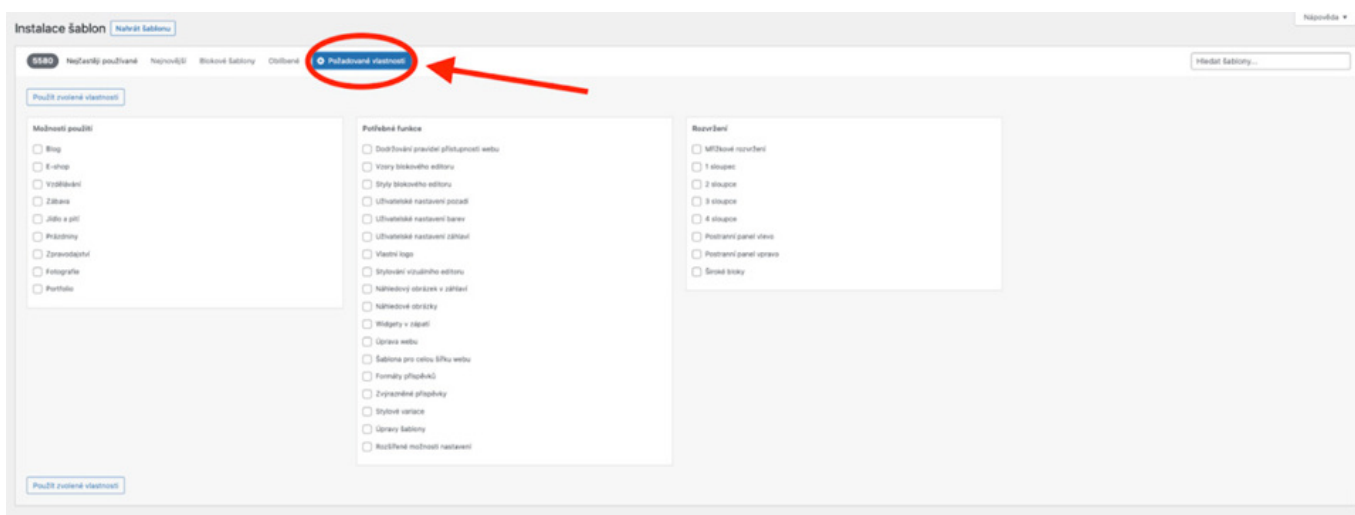 Nápověda
Instalace šablon Nahrát šablonu
5580 Nejčastěji používané Nejnovější Blokové šablony Oblíbené Požadované vlastnosti Hledat šablony...
Použít zvolené vlastnosti
Možnosti použití
Blog
E-shop
Vzdělávání
Zábava
Jídlo a pití
Prázdniny
Zpravodajství
Fotografie
Portfolio
Potřebné funkce
Dodržování pravidel přístupnosti webu
Vzory blokového editoru
Styly blokového editoru
Uživatelské nastavení pozadí
Uživatelské nastavení barev
Uživatelské nastavení záhlaví
Vlastní logo
Stylování vizuálního editoru
Náhledový obrázek v záhlaví
Náhledové obrázky
Widgety v zápatí
Úprava webu
Šablona pro celou šířku webu
Formáty příspěvků
Zvýrazněné příspěvky
Stylové variace
Úpravy šablony
Rozšířené možnosti nastavení
Rozvržení
Mřížkové rozvržení
1 sloupec
2 sloupce
3 sloupce
4 sloupce
Postranní panel vlevo
Postranní panel vpravo
Široké bloky
Použít zvolené vlastnosti